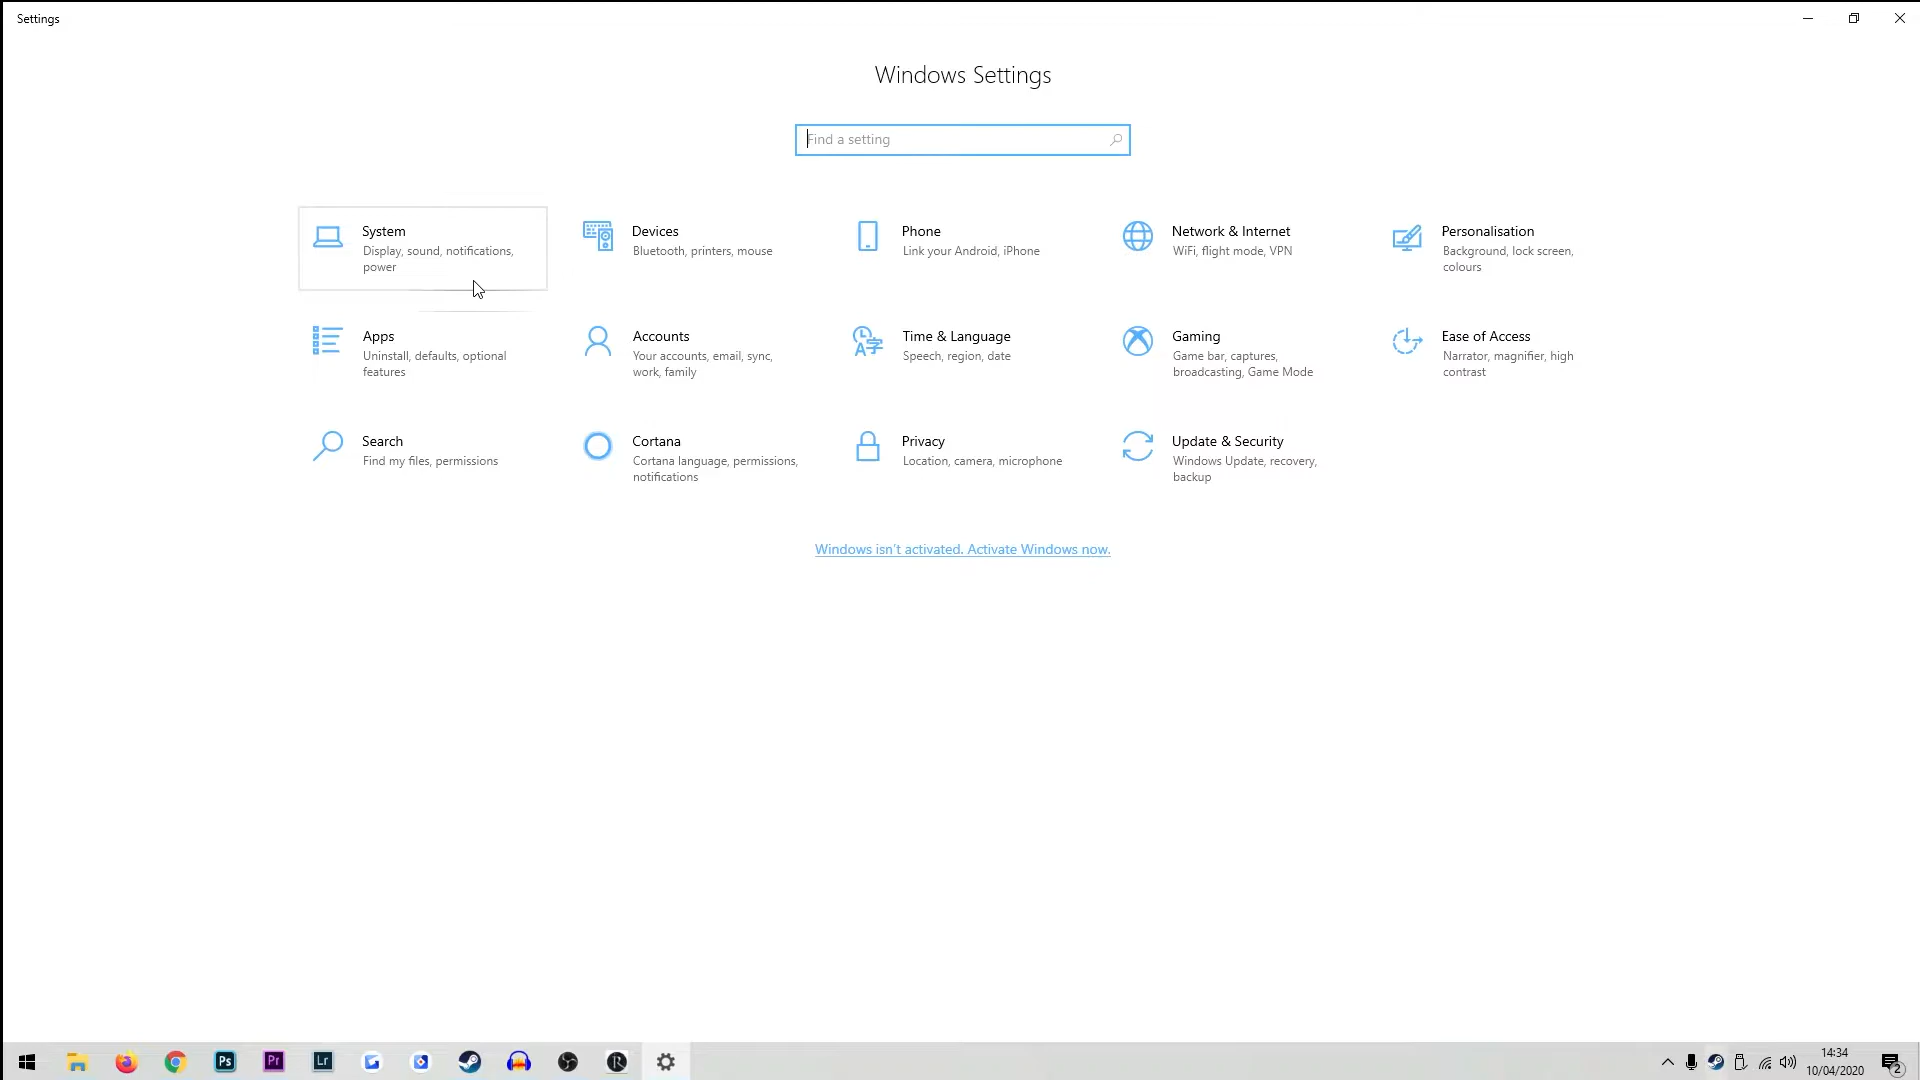 Settings
Windows Settings
Find a setting
System
Display, sound, notifications,
power
Devices
Bluetooth, printers, mouse
Phone
Link your Android, iPhone
Network & Internet
WiFi, flight mode, VPN
Personalisation
Background, lock screen,
colours
Apps
Uninstall, defaults, optional
features
Accounts
Your accounts, email, sync,
work, family
Time & Language
Speech, region, date
Gaming
Game bar, captures,
broadcasting, Game Mode
Ease of Access
Narrator, magnifier, high
contrast
Search
Find my files, permissions
Cortana
Cortana language, permissions,
notifications
Privacy
Location, camera, microphone
Update & Security
Windows Update, recovery,
backup
Windows isn't activated. Activate Windows now.
Ps
Pr
Lr
14:34
10/04/2020
2